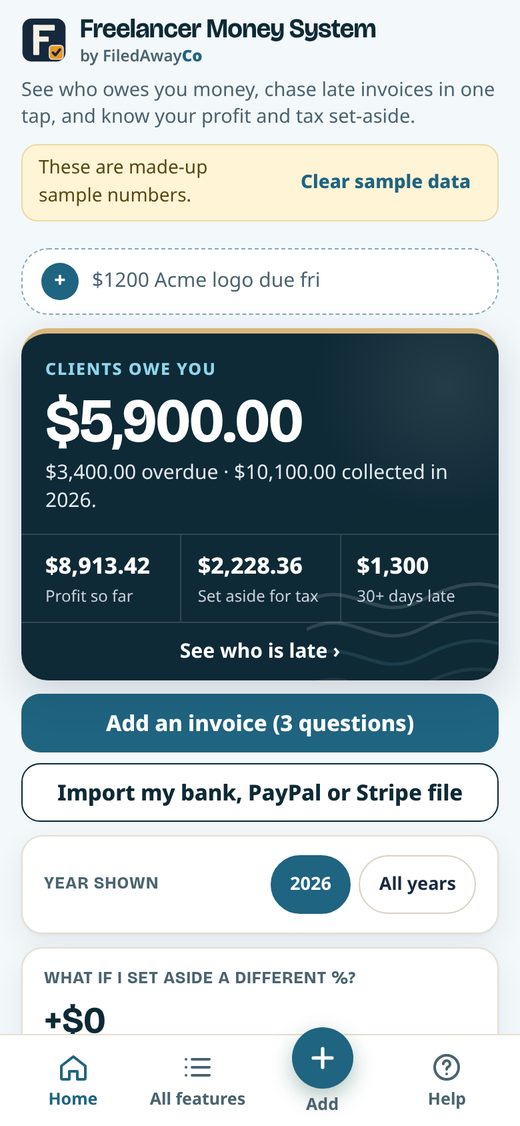 Freelancer Money System
by FiledAwayCo
See who owes you money, chase late invoices in one
tap, and know your profit and tax set-aside.
These are made-up
sample numbers.
Clear sample data
+ $1200 Acme logo due fri
CLIENTS OWE YOU
$5,900.00
$3,400.00 overdue · $10,100.00 collected in
2026.
$8,913.42
Profit so far
$2,228.36
Set aside for tax
$1,300
30+ days late
See who is late ›
Add an invoice (3 questions)
Import my bank, PayPal or Stripe file
YEAR SHOWN
2026
All years
WHAT IF I SET ASIDE A DIFFERENT %?
+$0
Home
All features
+
Add
?
Help